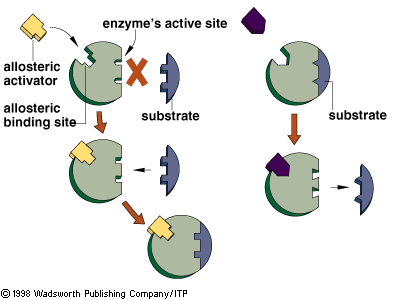 enzyme's active site
allosteric
activator
allosteric
binding site
substrate
substrate
© 1998 Wadsworth Publishing Company/ITP